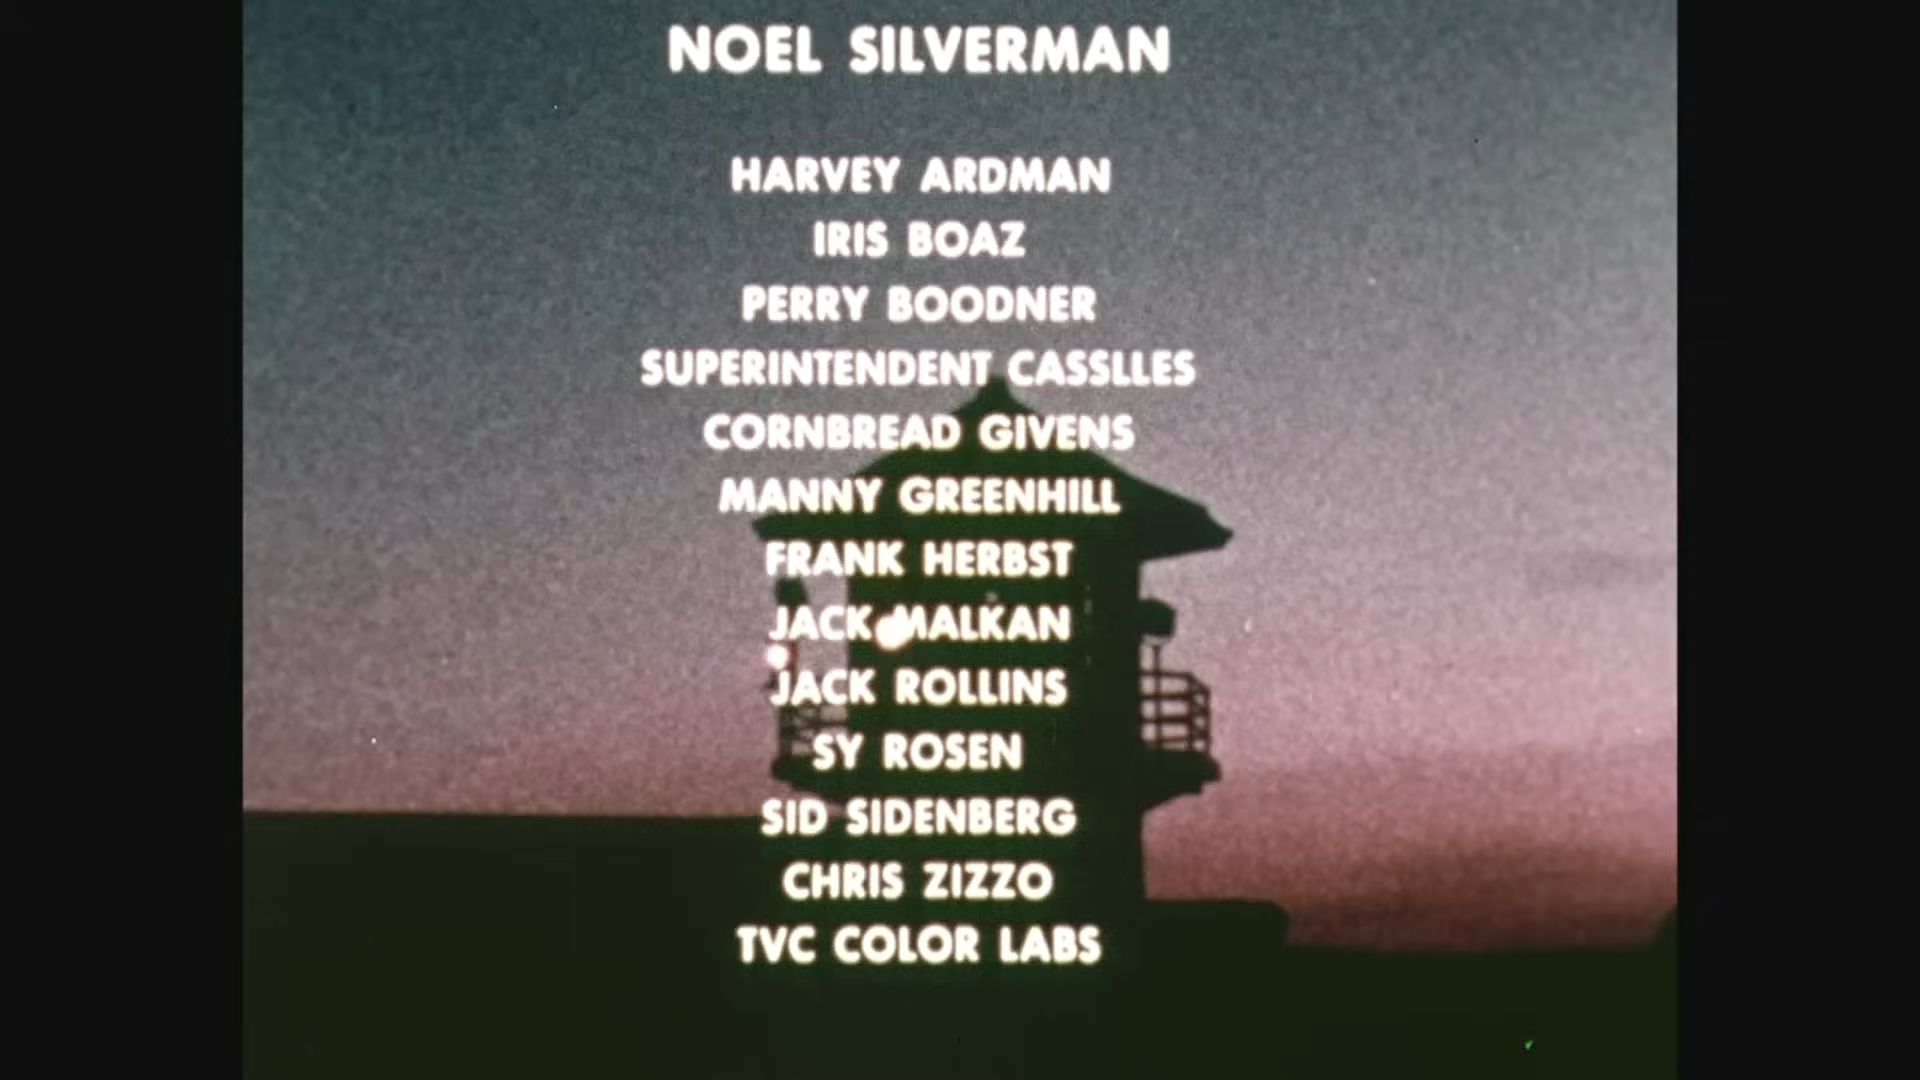 NOEL SILVERMAN
HARVEY ARDMAN
IRIS BOAZ
PERRY BOODNER
SUPERINTENDENT CASSLLES
CORNBREAD GIVENS
MANNY GREENHILL
FRANK HERBST
JACK MALKAN
JACK ROLLINS
SY ROSEN
SID SIDENBERG
CHRIS ZIZZO
TVC COLOR LABS